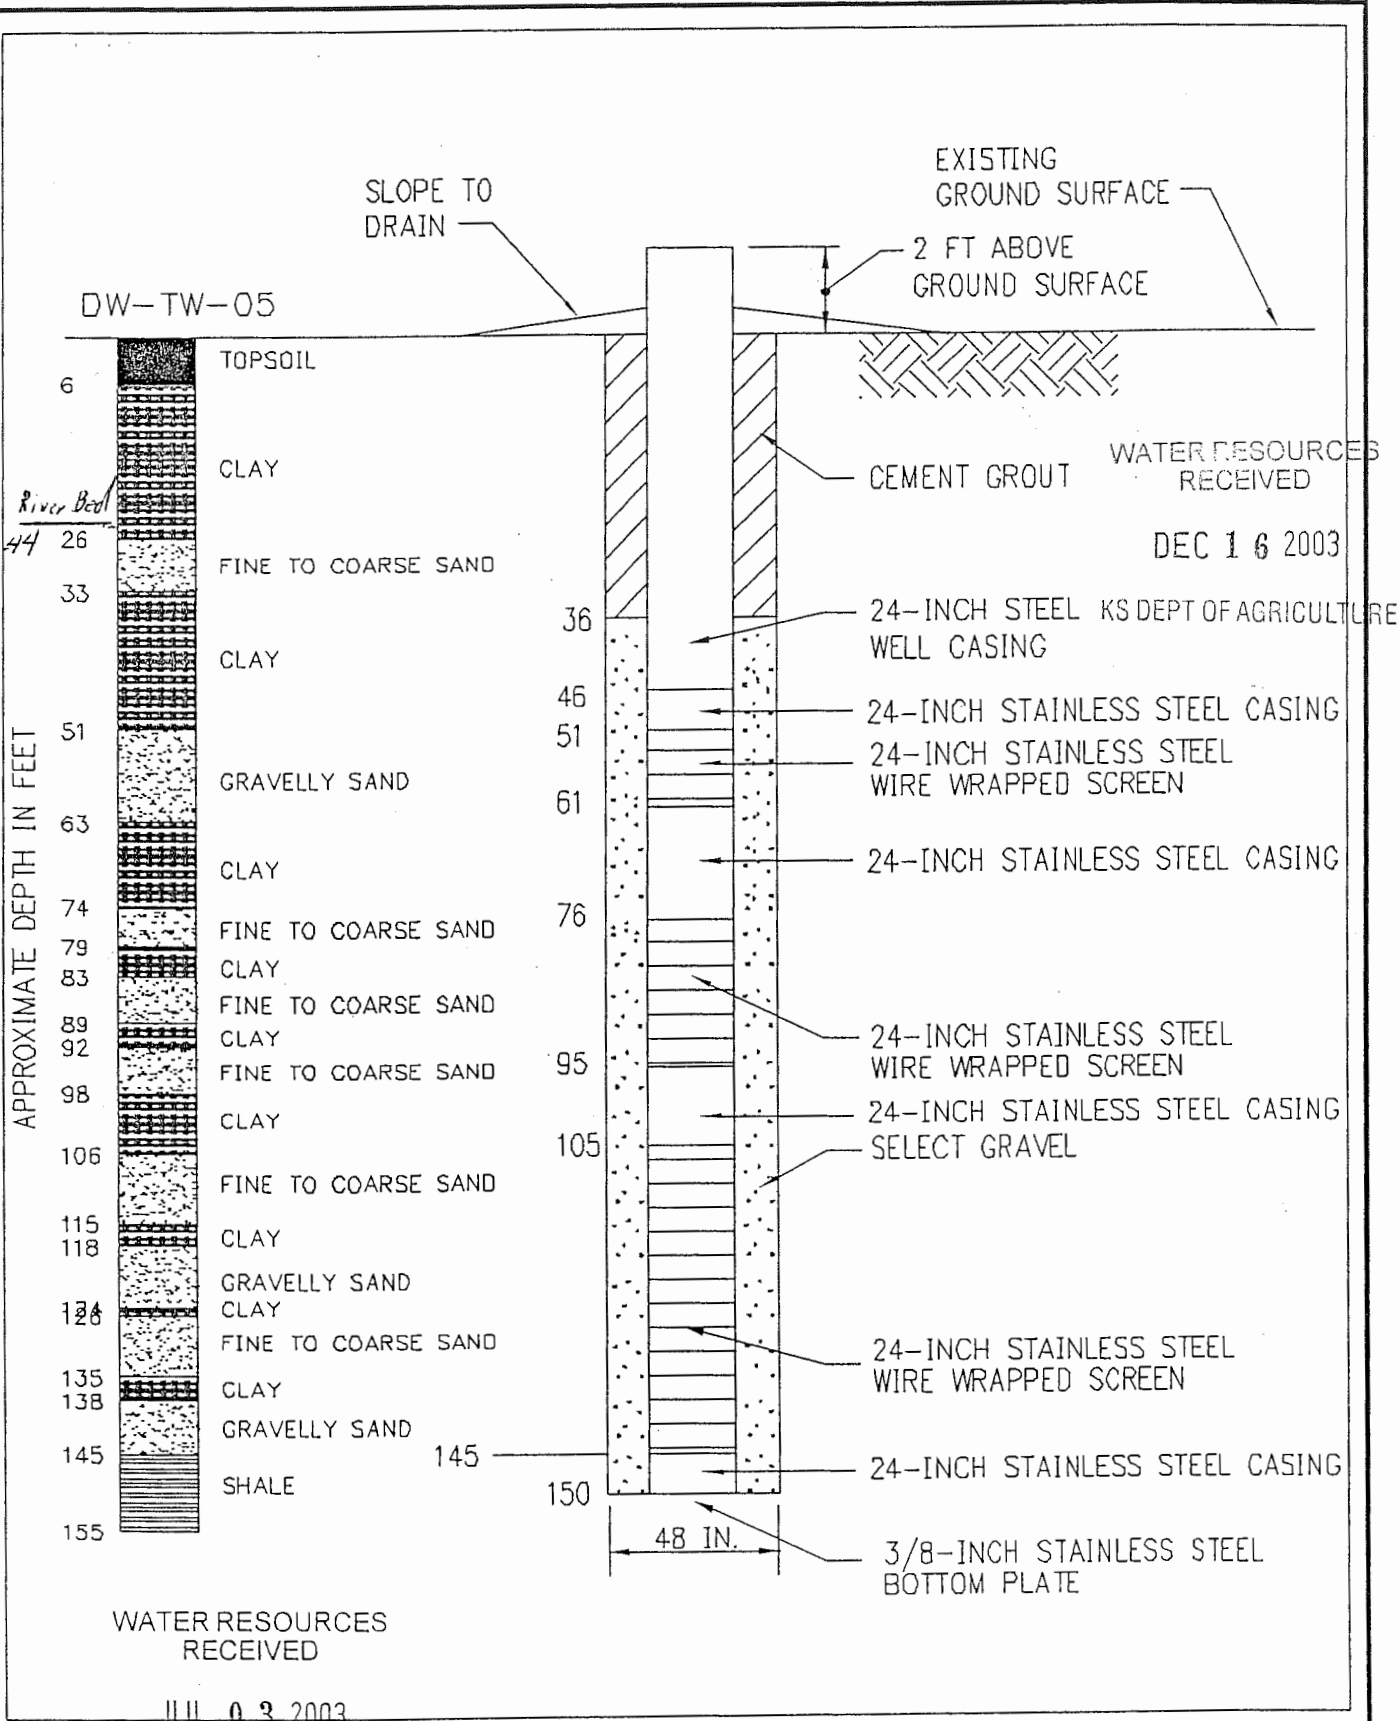 EXISTING
GROUND SURFACE
SLOPE TO
DRAIN
2 FT ABOVE
GROUND SURFACE
DW-TW-05
TOPSOIL
6
CLAY
WATER RESOURCES
RECEIVED
CEMENT GROUT
River Bed
44
26
DEC 16 2003
FINE TO COARSE SAND
33
36
24-INCH STEEL
WELL CASING
KS DEPT OF AGRICULTURE
CLAY
46
24-INCH STAINLESS STEEL CASING
51
51
24-INCH STAINLESS STEEL
WIRE WRAPPED SCREEN
GRAVELLY SAND
61
63
APPROXIMATE DEPTH IN FEET
CLAY
24-INCH STAINLESS STEEL CASING
74
76
FINE TO COARSE SAND
79
CLAY
83
FINE TO COARSE SAND
89
CLAY
92
24-INCH STAINLESS STEEL
WIRE WRAPPED SCREEN
95
FINE TO COARSE SAND
98
CLAY
24-INCH STAINLESS STEEL CASING
105
SELECT GRAVEL
106
FINE TO COARSE SAND
115
CLAY
118
GRAVELLY SAND
CLAY
126
FINE TO COARSE SAND
24-INCH STAINLESS STEEL
WIRE WRAPPED SCREEN
135
CLAY
138
GRAVELLY SAND
145
145
24-INCH STAINLESS STEEL CASING
SHALE
150
155
48 IN.
3/8-INCH STAINLESS STEEL
BOTTOM PLATE
WATER RESOURCES
RECEIVED
JUL 03 2003